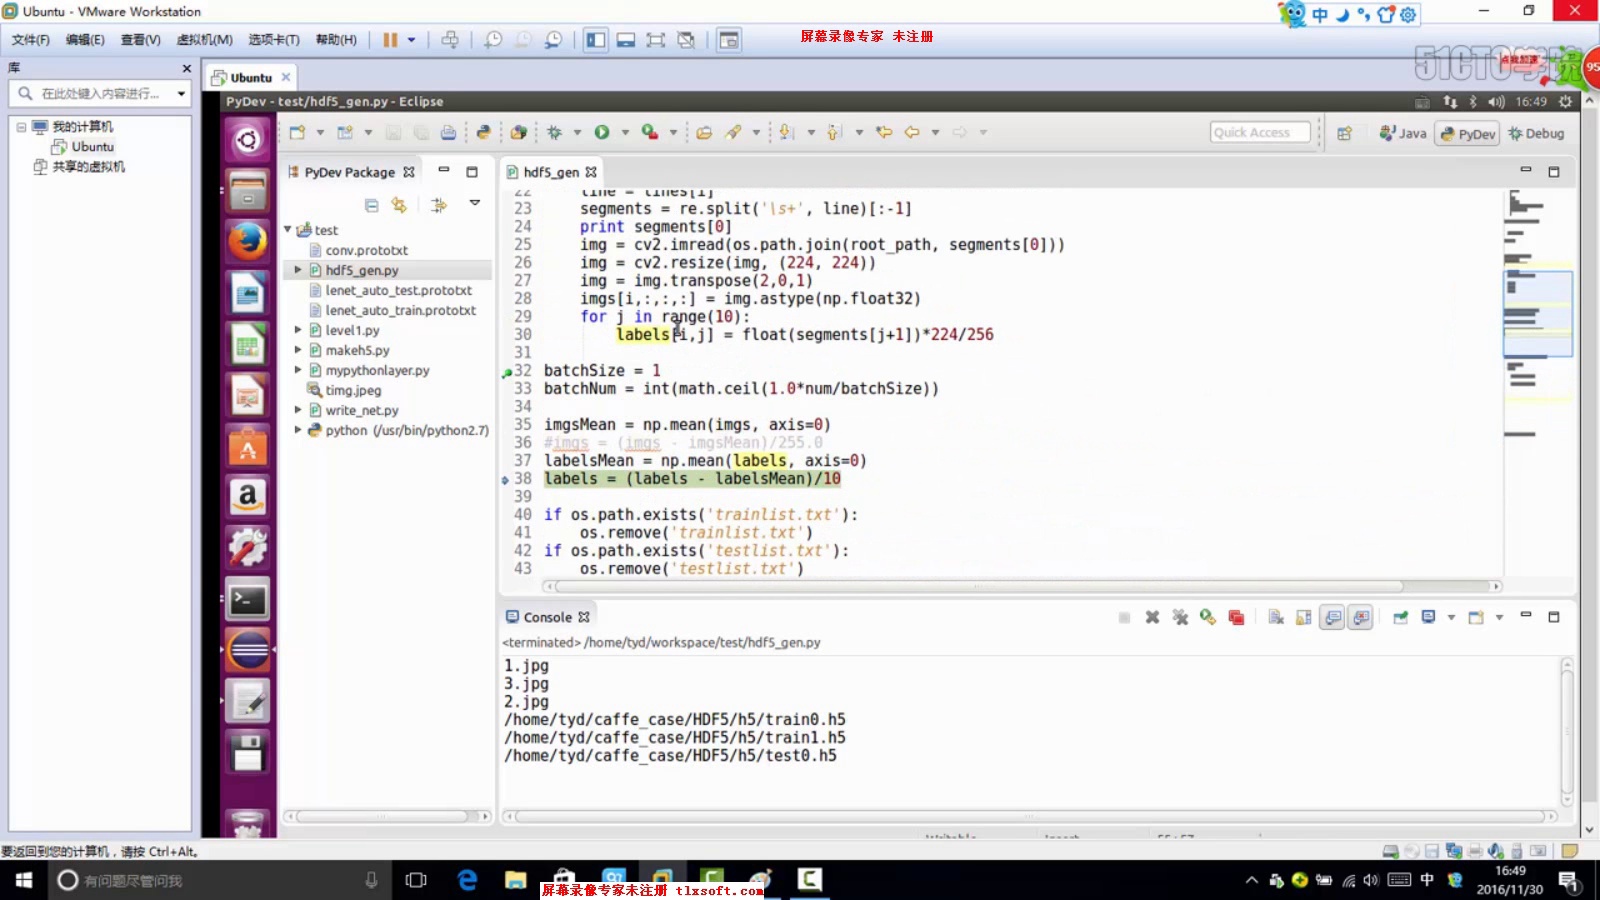 Ubuntu - VMware Workstation
中
文件(F) 编辑(E) 查看(V) 虚拟机(M) 选项卡(T) 帮助(H)
屏幕录像专家 未注册
51CTO学院
点我加速
95
库
在此处键入内容进行...
我的计算机
Ubuntu
共享的虚拟机
Ubuntu
PyDev - test/hdf5_gen.py - Eclipse
16:49
Quick Access
Java
PyDev
Debug
PyDev Package
test
conv.prototxt
hdf5_gen.py
lenet_auto_test.prototxt
lenet_auto_train.prototxt
level1.py
makeh5.py
mypythonlayer.py
timg.jpeg
write_net.py
python (/usr/bin/python2.7)
hdf5_gen
22 line = lines[i]
23 segments = re.split('\s+', line)[:-1]
24 print segments[0]
25 img = cv2.imread(os.path.join(root_path, segments[0]))
26 img = cv2.resize(img, (224, 224))
27 img = img.transpose(2,0,1)
28 imgs[i,:,:,:] = img.astype(np.float32)
29 for j in range(10):
30 labels[i,j] = float(segments[j+1])*224/256
31
32 batchSize = 1
33 batchNum = int(math.ceil(1.0*num/batchSize))
34
35 imgsMean = np.mean(imgs, axis=0)
36 #imgs = (imgs - imgsMean)/255.0
37 labelsMean = np.mean(labels, axis=0)
38 labels = (labels - labelsMean)/10
39
40 if os.path.exists('trainlist.txt'):
41 os.remove('trainlist.txt')
42 if os.path.exists('testlist.txt'):
43 os.remove('testlist.txt')
Console
<terminated> /home/tyd/workspace/test/hdf5_gen.py
1.jpg
3.jpg
2.jpg
/home/tyd/caffe_case/HDF5/h5/train0.h5
/home/tyd/caffe_case/HDF5/h5/train1.h5
/home/tyd/caffe_case/HDF5/h5/test0.h5
要返回到您的计算机，请按 Ctrl+Alt。
有问题尽管问我
屏幕录像专家未注册 tlxsoft.com
中
16:49
2016/11/30
1